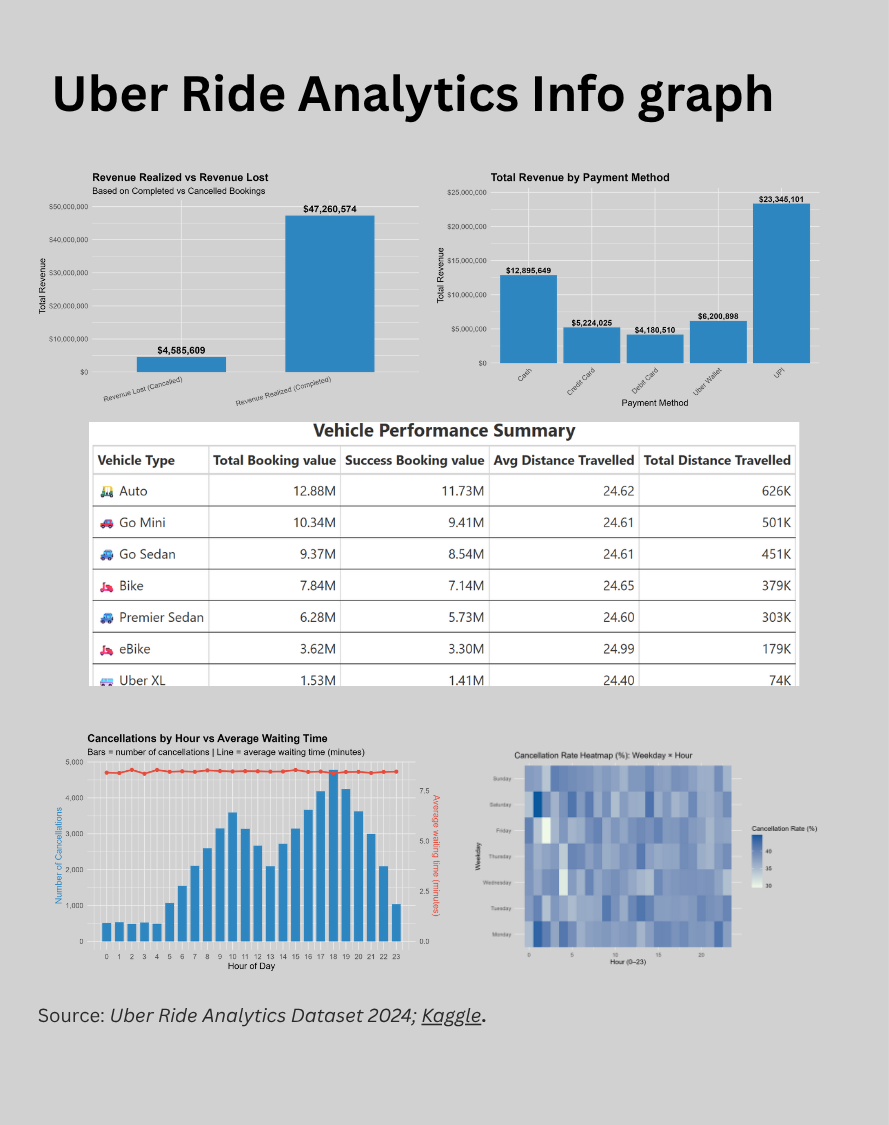 Uber Ride Analytics Info graph
Revenue Realized vs Revenue Lost
Based on Completed vs Cancelled Bookings
Total Revenue
$50,000,000
$40,000,000
$30,000,000
$20,000,000
$10,000,000
$0
$4,585,609
$47,260,574
Revenue Lost (Cancelled)
Revenue Realized (Completed)
Total Revenue by Payment Method
Total Revenue
$25,000,000
$20,000,000
$15,000,000
$10,000,000
$5,000,000
$0
$12,895,649
$5,224,025
$4,180,510
$6,200,898
$23,345,101
Cash
Credit Card
Debit Card
Uber Wallet
UPI
Payment Method
Vehicle Performance Summary
Vehicle Type Total Booking value Success Booking value Avg Distance Travelled Total Distance Travelled
Auto 12.88M 11.73M 24.62 626K
Go Mini 10.34M 9.41M 24.61 501K
Go Sedan 9.37M 8.54M 24.61 451K
Bike 7.84M 7.14M 24.65 379K
Premier Sedan 6.28M 5.73M 24.60 303K
eBike 3.62M 3.30M 24.99 179K
Uber XL 1.53M 1.41M 24.40 74K
Cancellations by Hour vs Average Waiting Time
Bars = number of cancellations | Line = average waiting time (minutes)
Number of Cancellations
5,000
4,000
3,000
2,000
1,000
0
7.5
5.0
2.5
0.0
Average waiting time (minutes)
0 1 2 3 4 5 6 7 8 9 10 11 12 13 14 15 16 17 18 19 20 21 22 23
Hour of Day
Cancellation Rate Heatmap (%): Weekday × Hour
Weekday
Sunday
Saturday
Friday
Thursday
Wednesday
Tuesday
Monday
0 5 10 15 20
Hour (0–23)
Cancellation Rate (%)
40
35
30
Source: Uber Ride Analytics Dataset 2024; Kaggle.